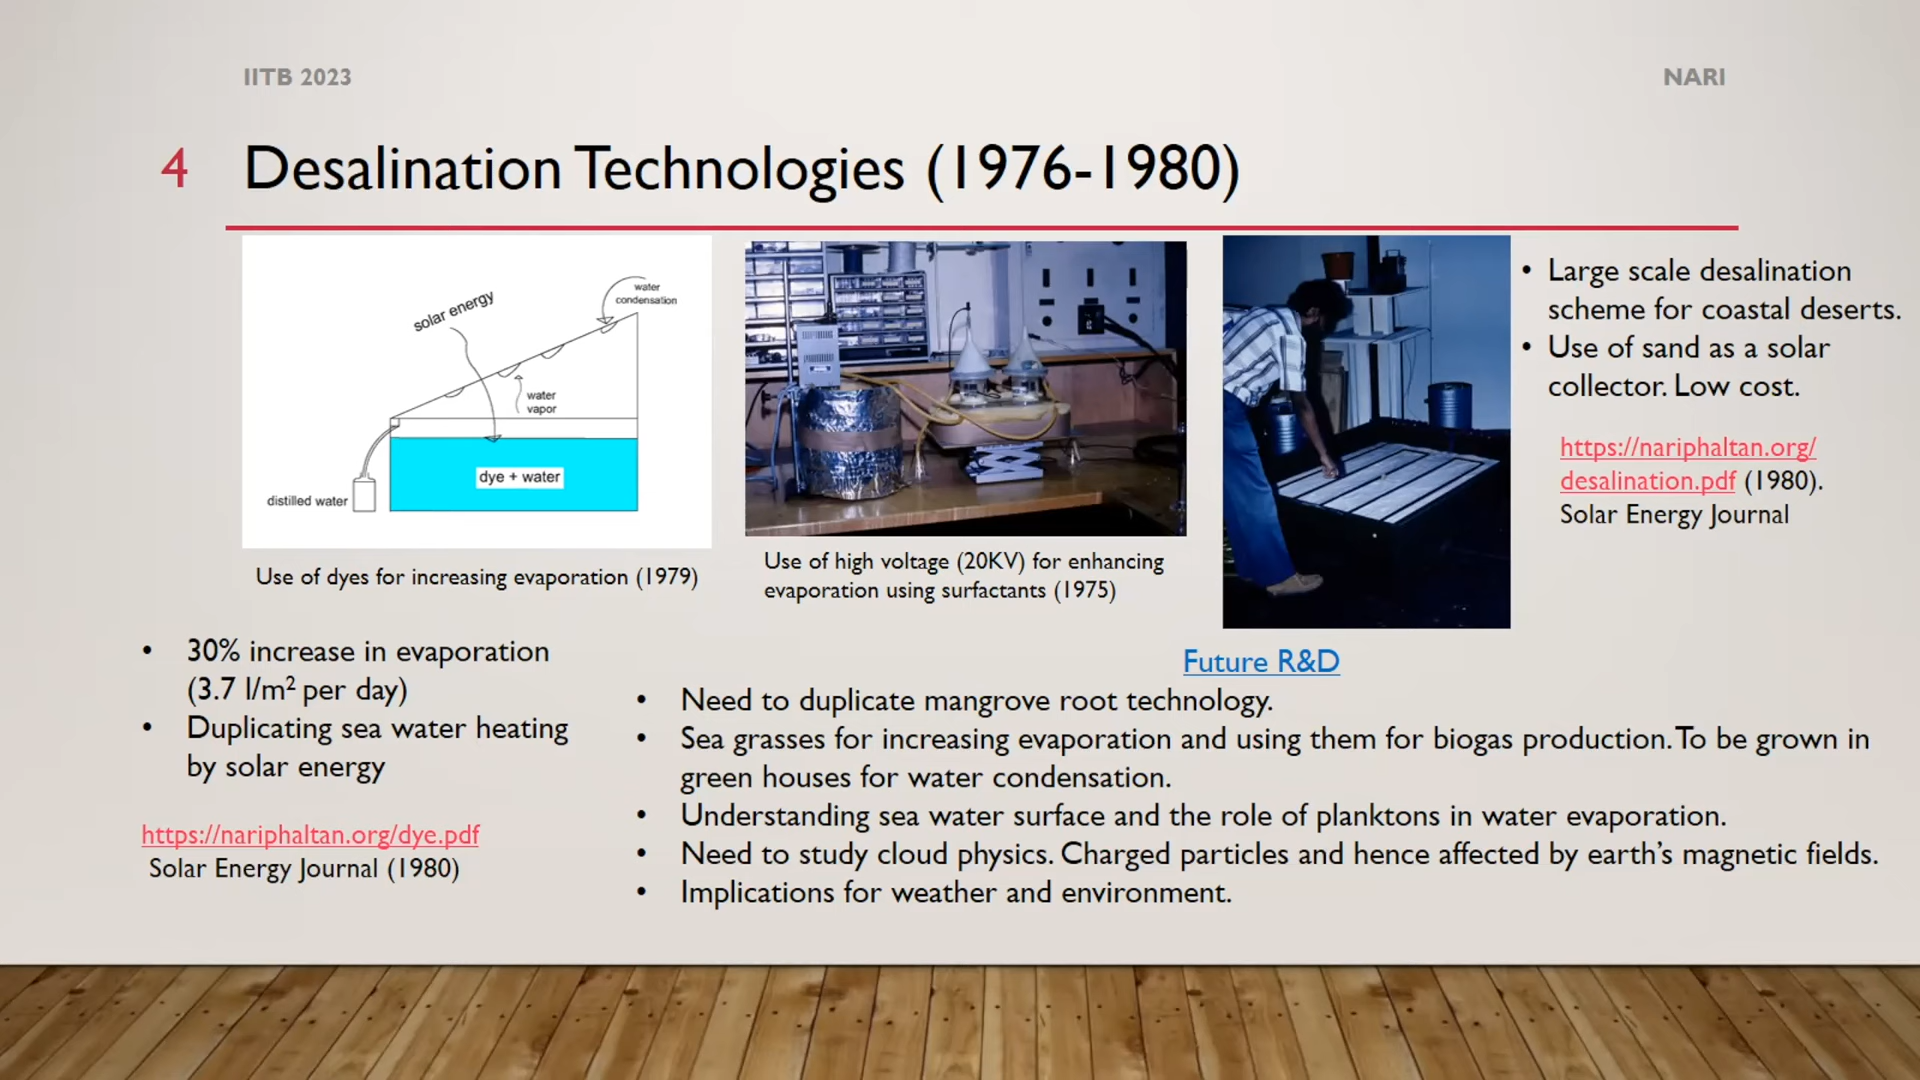 IITB 2023
NARI
4
Desalination Technologies (1976-1980)
solar energy
water
condensation
water
vapor
dye + water
distilled water
Use of dyes for increasing evaporation (1979)
Use of high voltage (20KV) for enhancing
evaporation using surfactants (1975)
• Large scale desalination
scheme for coastal deserts.
• Use of sand as a solar
collector. Low cost.
https://nariphaltan.org/
desalination.pdf (1980).
Solar Energy Journal
• 30% increase in evaporation
(3.7 l/m² per day)
• Duplicating sea water heating
by solar energy
https://nariphaltan.org/dye.pdf
Solar Energy Journal (1980)
Future R&D
• Need to duplicate mangrove root technology.
• Sea grasses for increasing evaporation and using them for biogas production. To be grown in
green houses for water condensation.
• Understanding sea water surface and the role of planktons in water evaporation.
• Need to study cloud physics. Charged particles and hence affected by earth's magnetic fields.
• Implications for weather and environment.